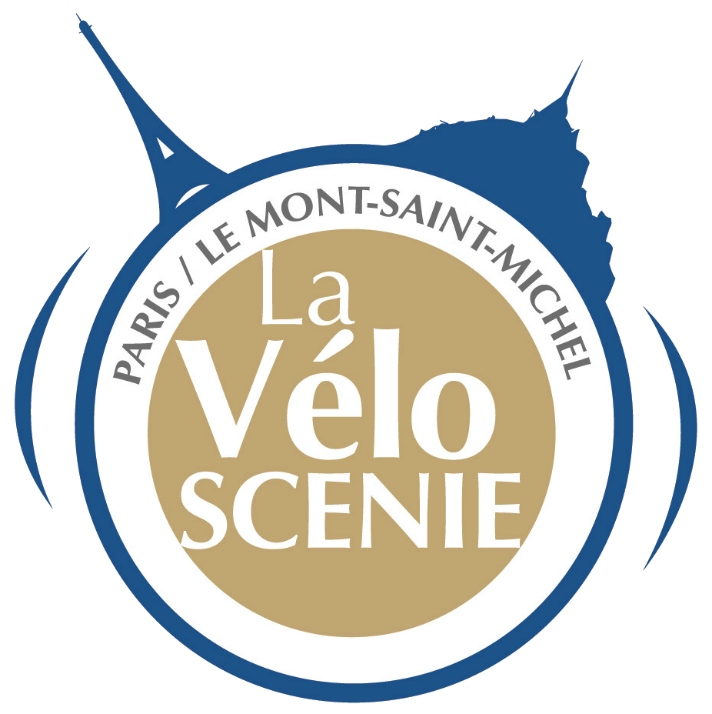 PARIS / LE MONT-SAINT-MICHEL
La
Vélo
SCENIE